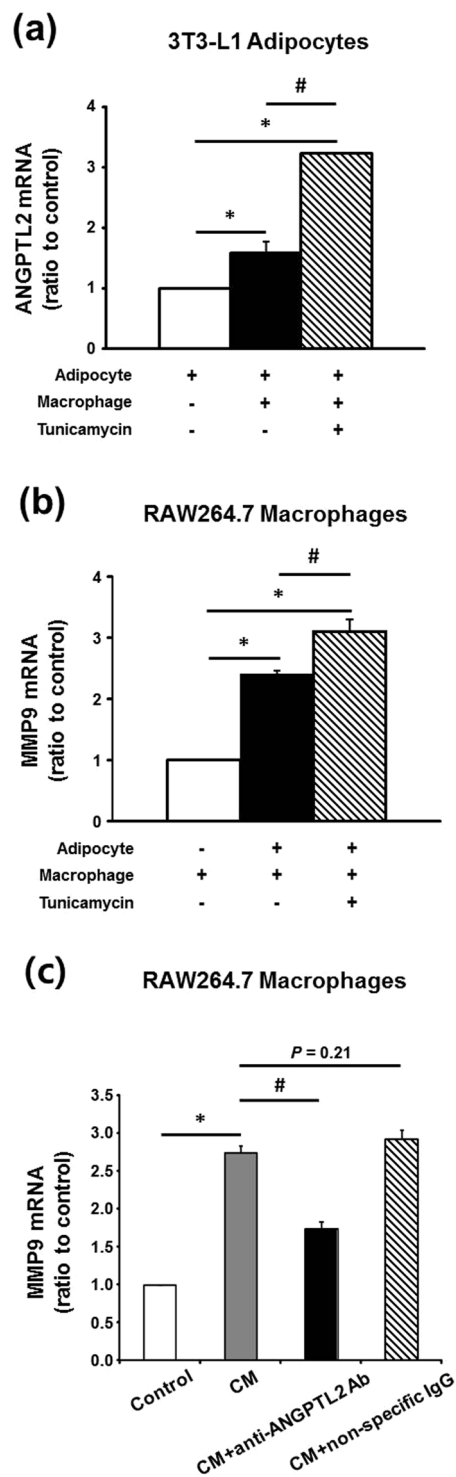 (a)
3T3-L1 Adipocytes
ANGPTL2 mRNA
(ratio to control)
4
3
2
1
0
*
*
#
Adipocyte + + +
Macrophage - + +
Tunicamycin - - +
(b)
RAW264.7 Macrophages
MMP9 mRNA
(ratio to control)
4
3
2
1
0
*
*
#
Adipocyte - + +
Macrophage + + +
Tunicamycin - - +
(c)
RAW264.7 Macrophages
MMP9 mRNA
(ratio to control)
3.5
3.0
2.5
2.0
1.5
1.0
0.5
0.0
*
#
P = 0.21
Control
CM
CM+anti-ANGPTL2 Ab
CM+non-specific IgG